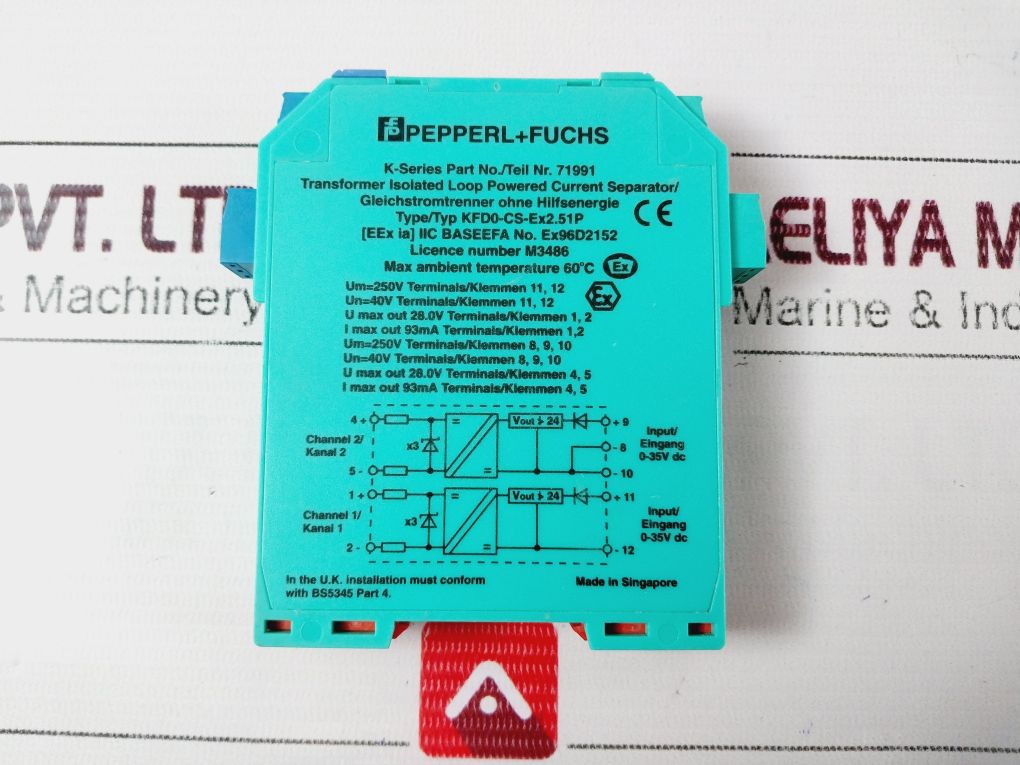 PEPPERL+FUCHS
K-Series Part No./Teil Nr. 71991
Transformer Isolated Loop Powered Current Separator/
Gleichstromtrenner ohne Hilfsenergie
Type/Typ KFD0-CS-Ex2.51P
[EEx ia] IIC BASEEFA No. Ex96D2152
Licence number M3486
Max ambient temperature 60°C
CE
Ex
Ex
Um=250V Terminals/Klemmen 11, 12
Un=40V Terminals/Klemmen 11, 12
U max out 28.0V Terminals/Klemmen 1, 2
I max out 93mA Terminals/Klemmen 1,2
Um=250V Terminals/Klemmen 8, 9, 10
Un=40V Terminals/Klemmen 8, 9, 10
U max out 28.0V Terminals/Klemmen 4, 5
I max out 93mA Terminals/Klemmen 4, 5
4 + = Vout > 24 + 9
Channel 2/
Kanal 2
x3
- 8
Input/
Eingang
0-35V dc
5 - = - 10
1 + = Vout > 24 + 11
Channel 1/
Kanal 1
x3
Input/
Eingang
0-35V dc
2 - = - 12
In the U.K. installation must conform
with BS5345 Part 4.
Made in Singapore
PVT. LT
ELIYA M
& Machinery
Marine & Ind